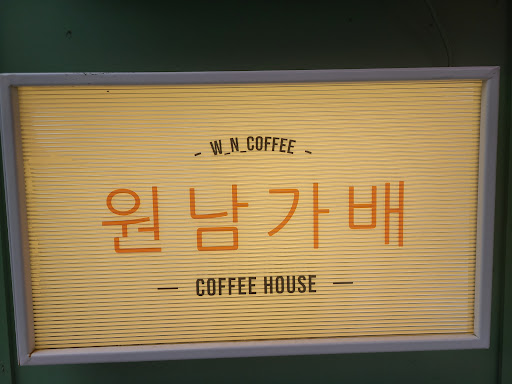 - W_N_COFFEE -
원남가배
— COFFEE HOUSE —